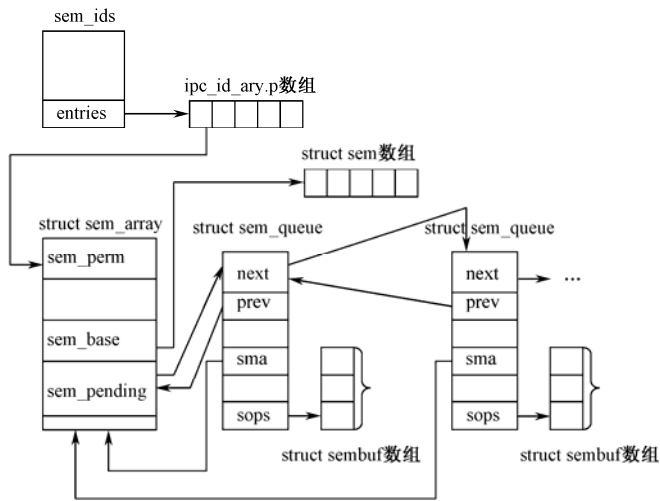 sem_ids
entries
ipc_id_ary.p数组
struct sem数组
struct sem_array
sem_perm
sem_base
sem_pending
struct sem_queue
next
prev
sma
sops
struct sembuf数组
struct sem_queue
next
...
prev
sma
sops
struct sembuf数组